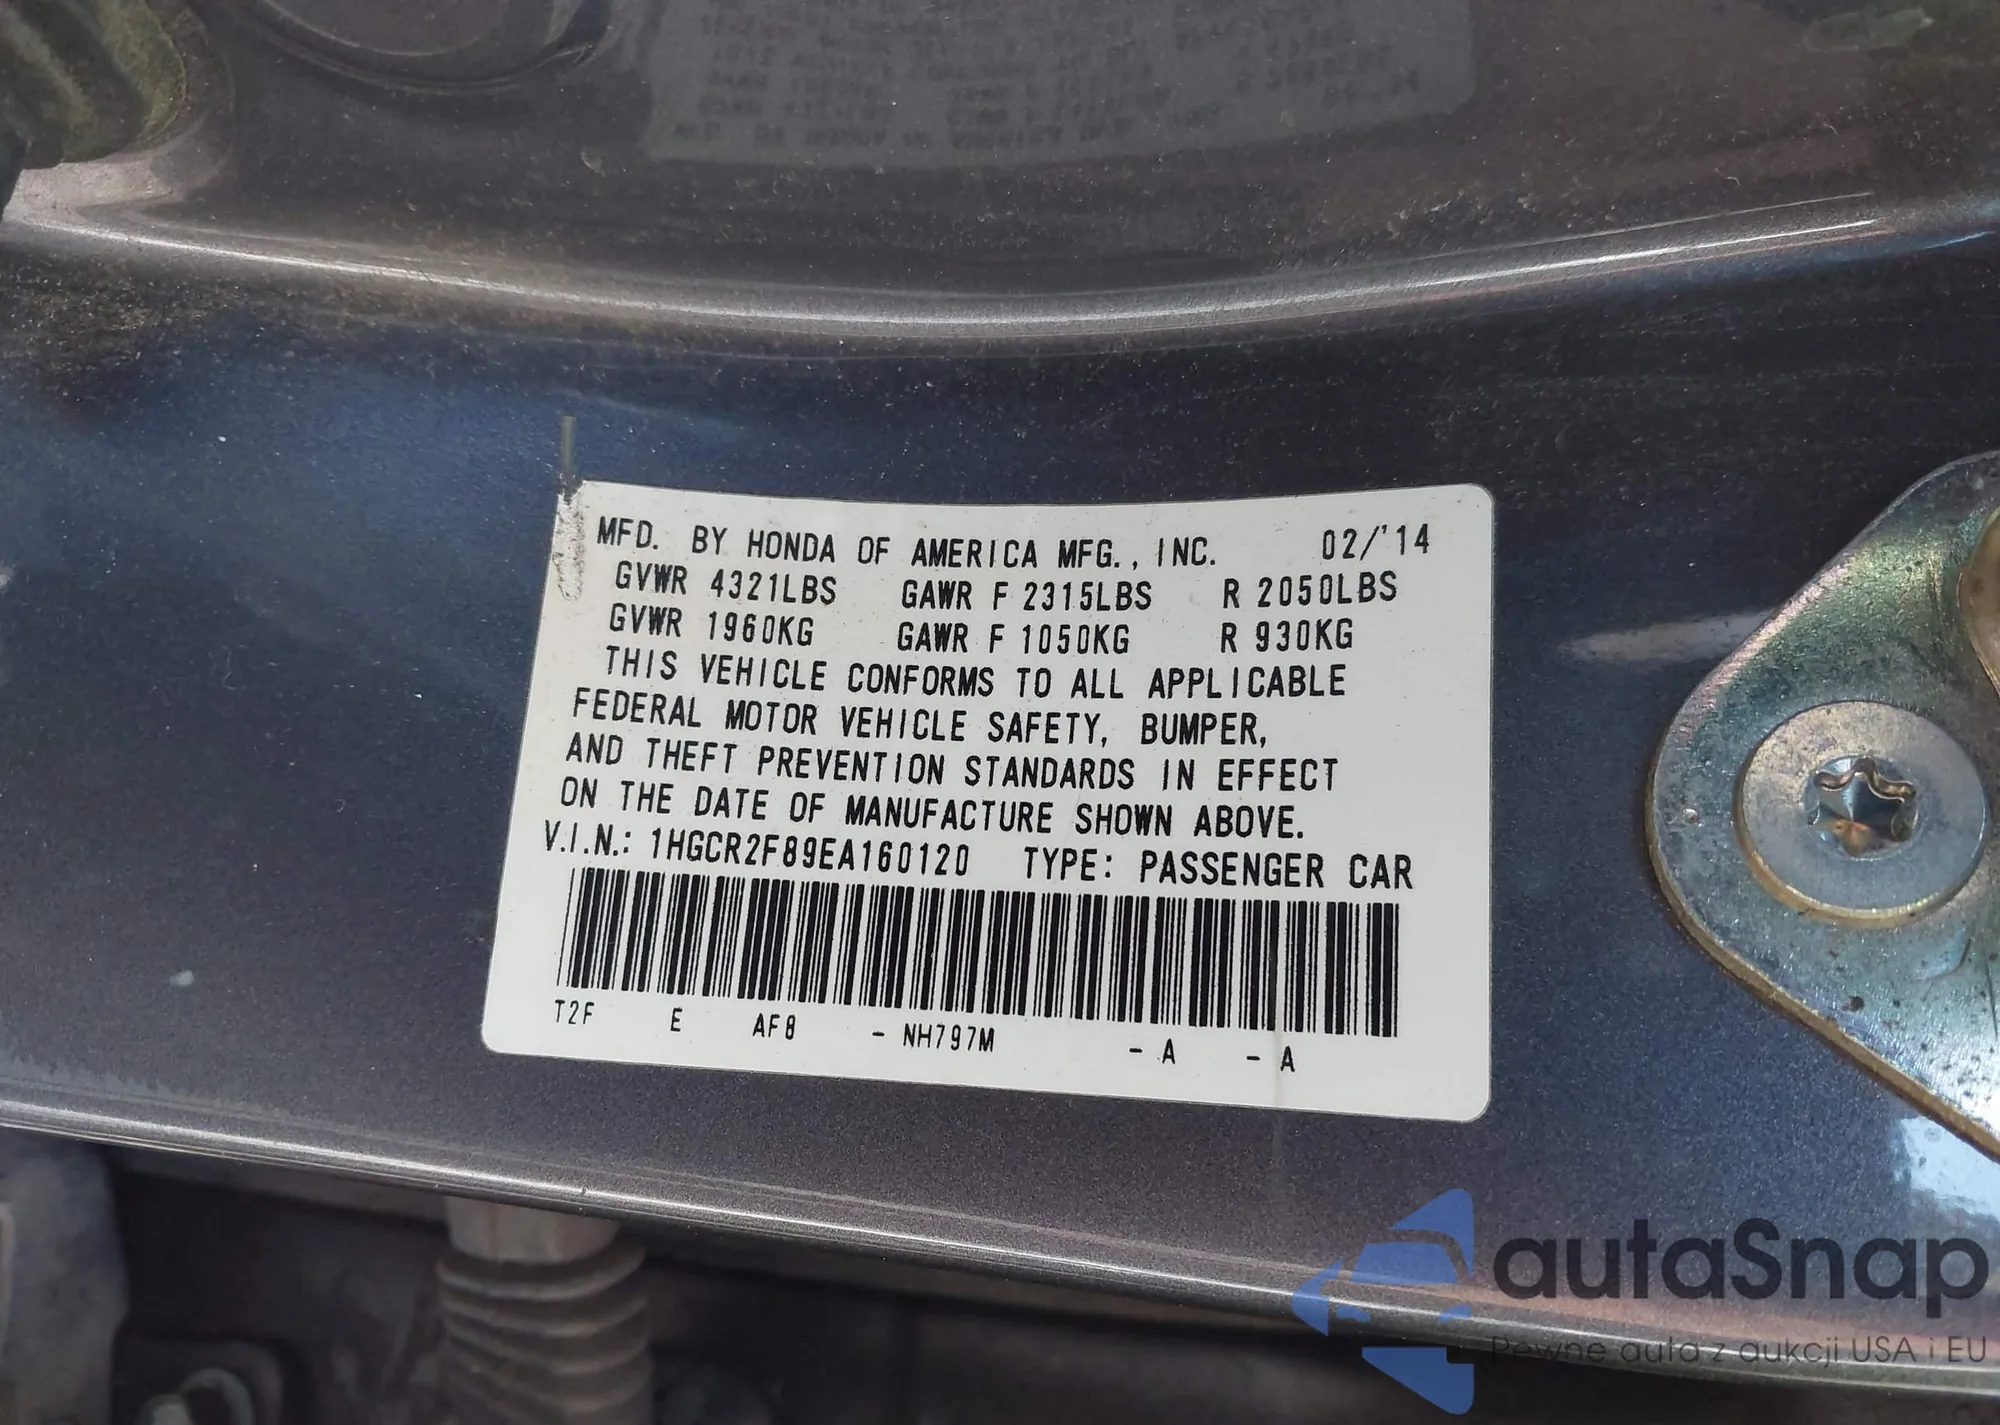 MFD. BY HONDA OF AMERICA MFG., INC. 02/'14
GVWR 4321LBS GAWR F 2315LBS R 2050LBS
GVWR 1960KG GAWR F 1050KG R 930KG
THIS VEHICLE CONFORMS TO ALL APPLICABLE
FEDERAL MOTOR VEHICLE SAFETY, BUMPER,
AND THEFT PREVENTION STANDARDS IN EFFECT
ON THE DATE OF MANUFACTURE SHOWN ABOVE.
V.I.N.: 1HGCR2F89EA160120 TYPE: PASSENGER CAR
T2F E AF8 - NH797M - A - A
autaSnap
Pewne auta z aukcji USA i EU